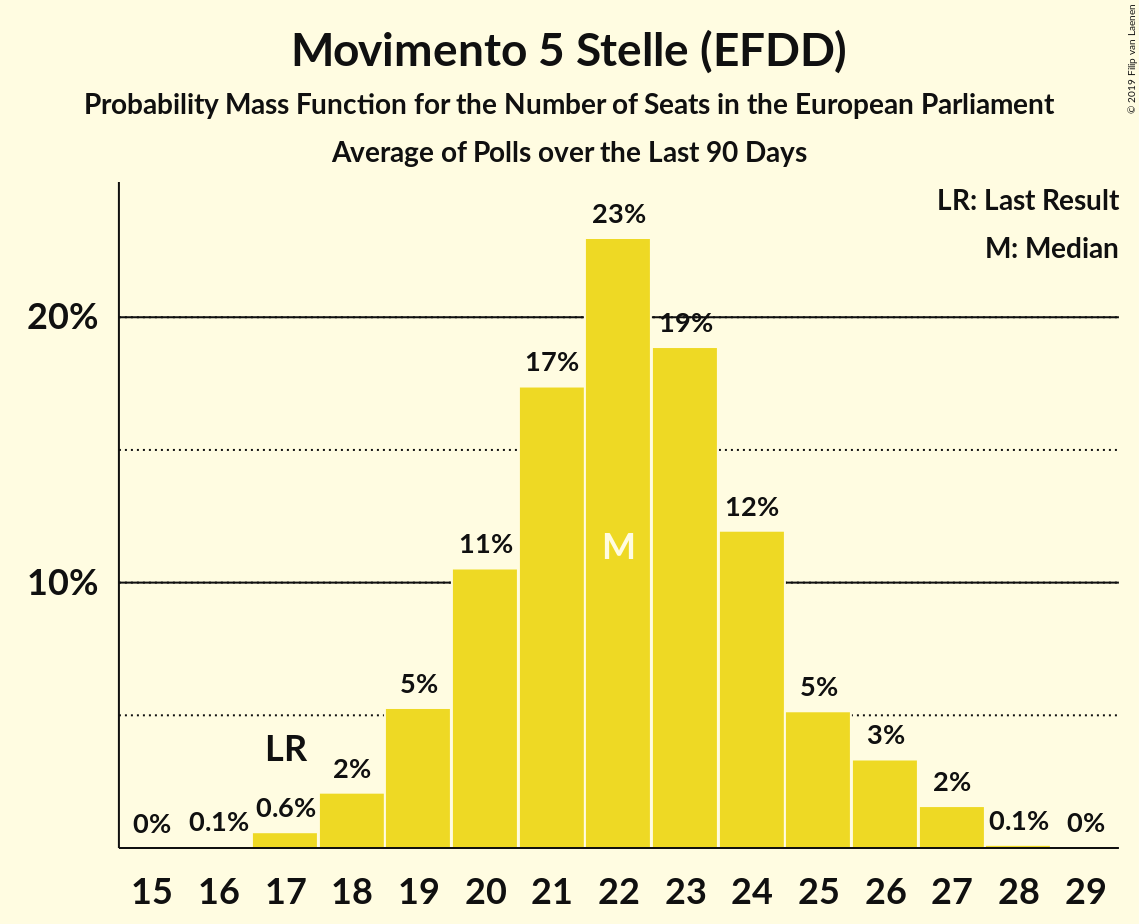 Movimento 5 Stelle (EFDD)
Probability Mass Function for the Number of Seats in the European Parliament
Average of Polls over the Last 90 Days
© 2019 Filip van Laenen
LR: Last Result
M: Median
23%
20%
19%
17%
12%
11%
M
10%
5%
5%
3%
LR
2%
2%
0.6%
0%
0.1%
0.1%
0%
15 16 17 18 19 20 21 22 23 24 25 26 27 28 29